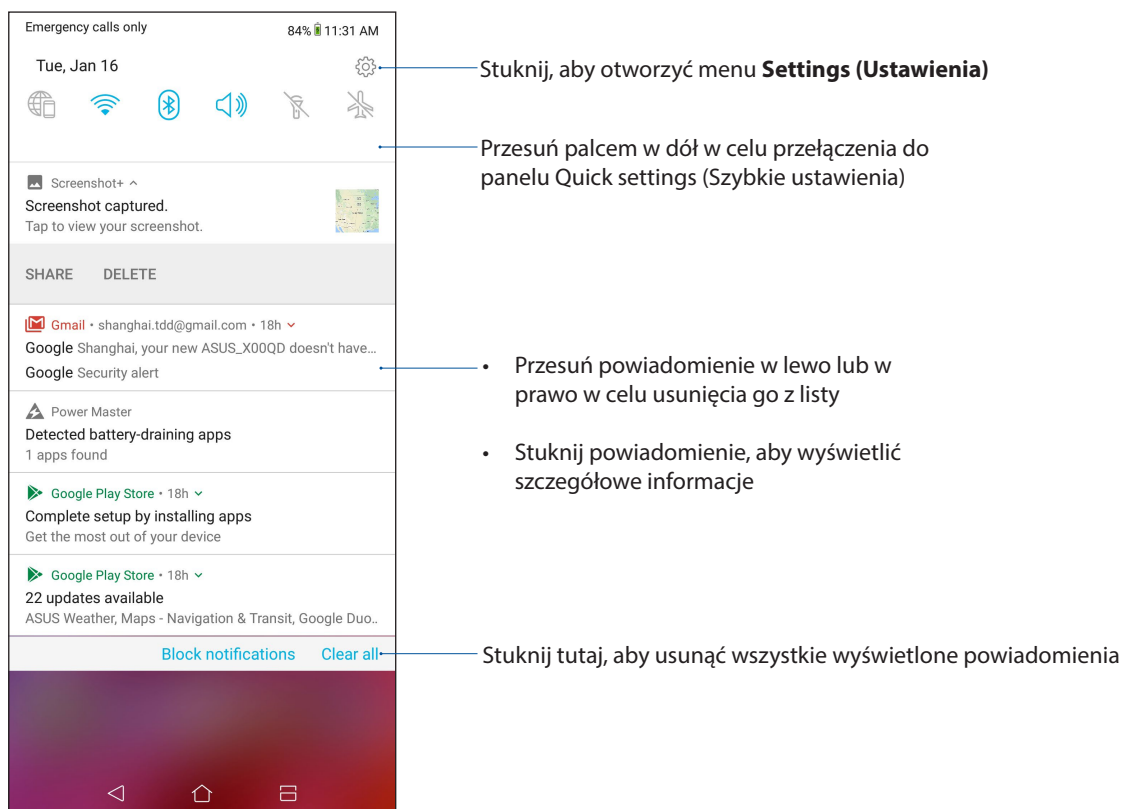 Emergency calls only 84% 11:31 AM
Tue, Jan 16
Stuknij, aby otworzyć menu Settings (Ustawienia)
Przesuń palcem w dół w celu przełączenia do
panelu Quick settings (Szybkie ustawienia)
Screenshot+
Screenshot captured.
Tap to view your screenshot.
SHARE DELETE
Gmail • shanghai.tdd@gmail.com • 18h
Google Shanghai, your new ASUS_X00QD doesn't have...
Google Security alert
• Przesuń powiadomienie w lewo lub w
prawo w celu usunięcia go z listy
• Stuknij powiadomienie, aby wyświetlić
szczegółowe informacje
Power Master
Detected battery-draining apps
1 apps found
Google Play Store • 18h
Complete setup by installing apps
Get the most out of your device
Google Play Store • 18h
22 updates available
ASUS Weather, Maps - Navigation & Transit, Google Duo..
Block notifications Clear all
Stuknij tutaj, aby usunąć wszystkie wyświetlone powiadomienia